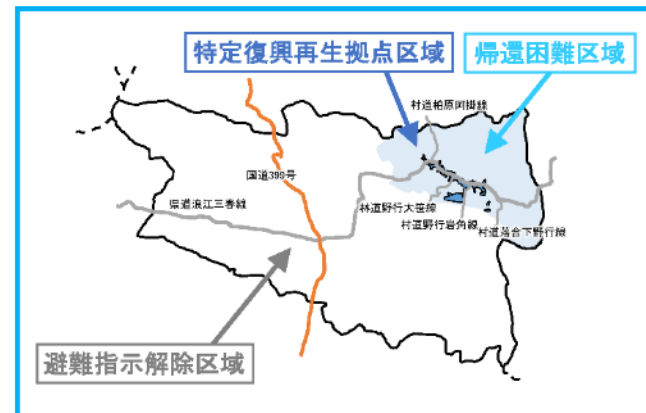 特定復興再生拠点区域
帰還困難区域
村道柏原阿掛線
国道399号
県道浪江三春線
林道野行大笹線
村道野行岩角線
村道落合下野行線
避難指示解除区域